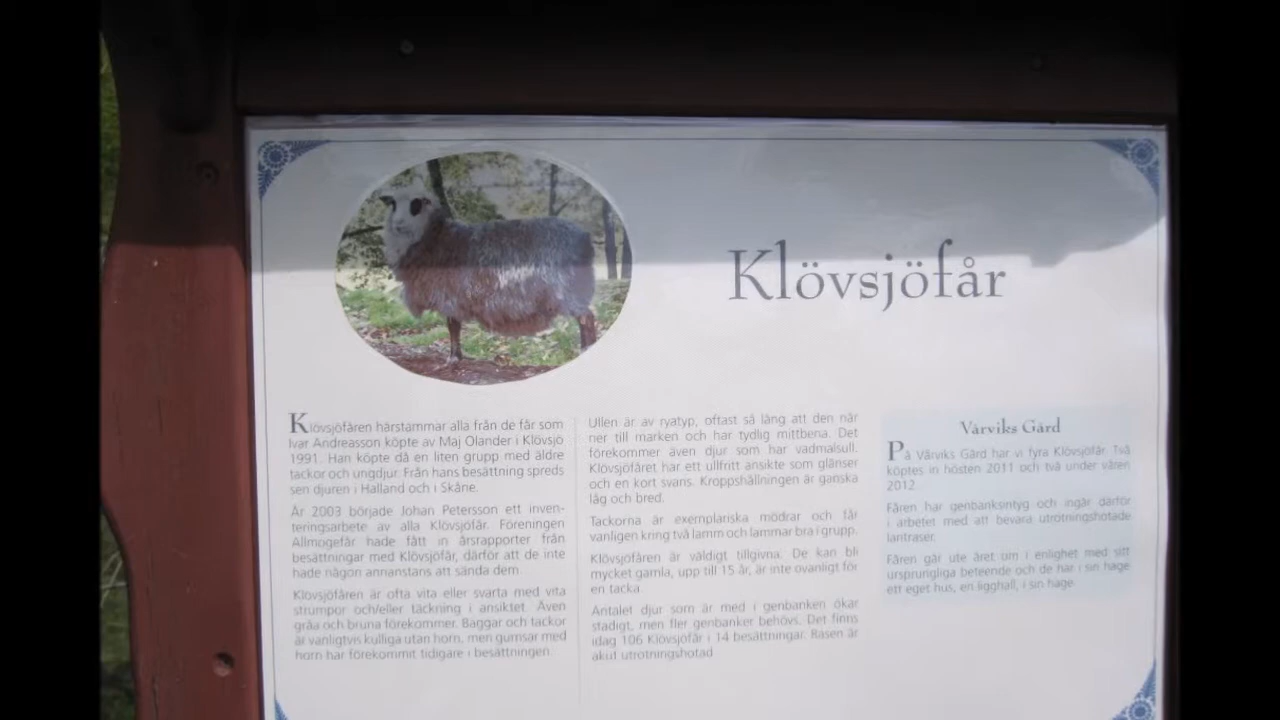 Klövsjöfår
Klövsjöfåren härstammar alla från de får som
Ivar Andreasson köpte av Maj Olander i Klövsjö
1991. Han köpte då en liten grupp med äldre
tackor och ungdjur. Från hans besättning spreds
sen djuren i Halland och i Skåne.
År 2003 började Johan Petersson ett inven-
teringsarbete av alla Klövsjöfår. Föreningen
Allmogefår hade fått in årsrapporter från
besättningar med Klövsjöfår, därför att de inte
hade någon annanstans att sända dem.
Klövsjöfåren är ofta vita eller svarta med vita
strumpor och/eller täckning i ansiktet. Även
gråa och bruna förekommer. Baggar och tackor
är vanligtvis kulliga utan horn, men gumsar med
horn har förekommit tidigare i besättningen.
Ullen är av ryatyp, oftast så lång att den når
ner till marken och har tydlig mittbena. Det
förekommer även djur som har vadmalsull.
Klövsjöfåret har ett ullfritt ansikte som glänser
och en kort svans. Kroppshållningen är ganska
låg och bred.
Tackorna är exemplariska mödrar och får
vanligen kring två lamm och lammar bra i grupp.
Klövsjöfåren är väldigt tillgivna. De kan bli
mycket gamla, upp till 15 år, är inte ovanligt för
en tacka.
Antalet djur som är med i genbanken ökar
stadigt, men fler genbanker behövs. Det finns
idag 106 Klövsjöfår i 14 besättningar. Rasen är
akut utrotningshotad.
Vårviks Gård
På Vårviks Gård har vi fyra Klövsjöfår. Två
köptes in hösten 2011 och två under våren
2012.
Fåren har genbanksintyg och ingår därför
i arbetet med att bevara utrotningshotade
lantraser.
Fåren går ute året om i enlighet med sitt
ursprungliga beteende och de har i sin hage
ett eget hus, en ligghall, i sin hage.